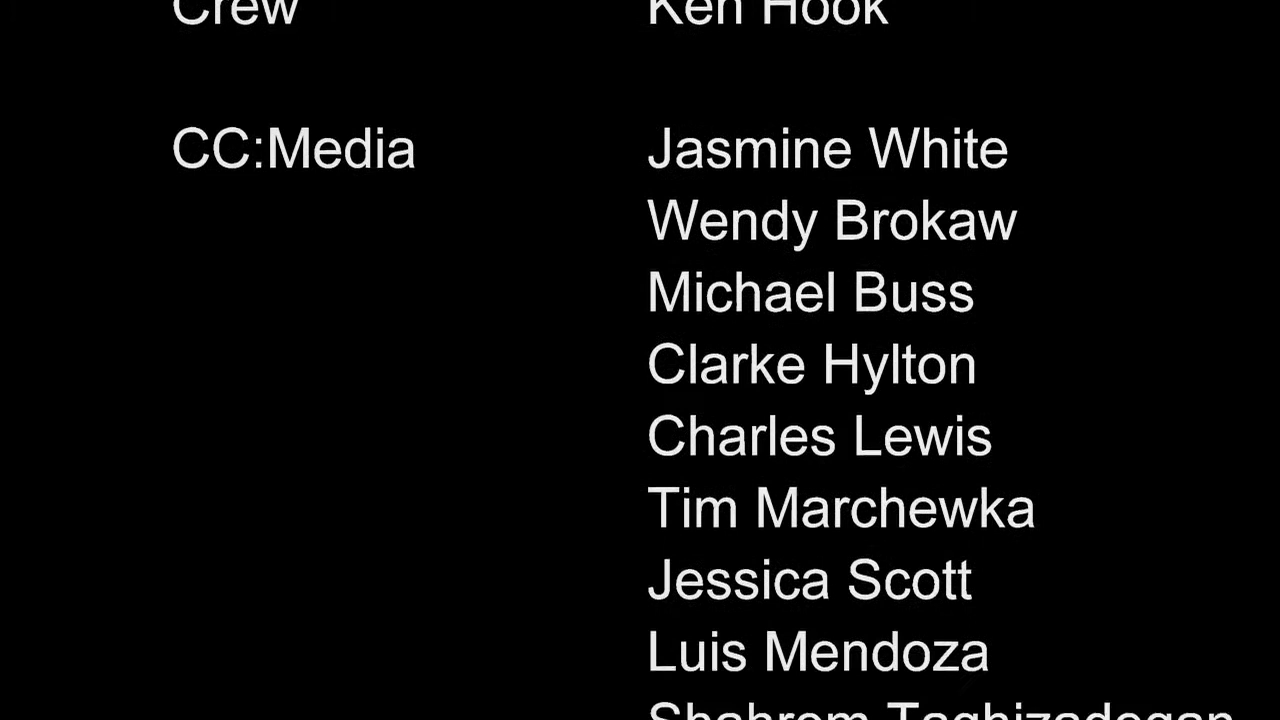 Crew Ken Hook
CC:Media Jasmine White
Wendy Brokaw
Michael Buss
Clarke Hylton
Charles Lewis
Tim Marchewka
Jessica Scott
Luis Mendoza